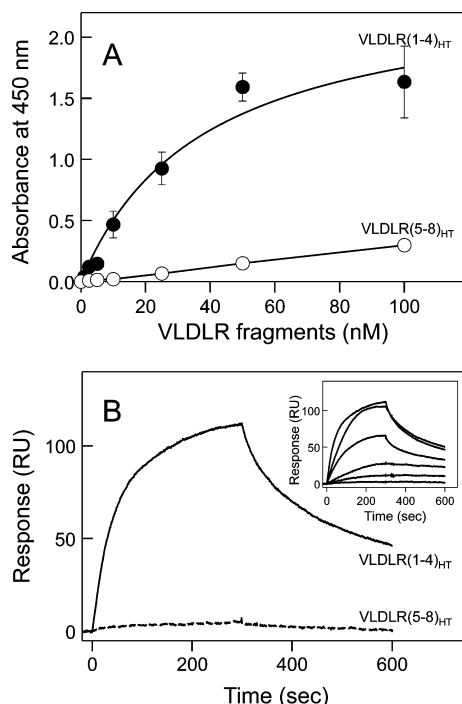 A
Absorbance at 450 nm
2.0
1.5
1.0
0.5
0.0
VLDLR(1-4)HT
VLDLR(5-8)HT
0 20 40 60 80 100
VLDLR fragments (nM)
B
Response (RU)
100
50
0
VLDLR(1-4)HT
VLDLR(5-8)HT
0 200 400 600
Time (sec)
Response (RU)
100
50
0
0 200 400 600
Time (sec)